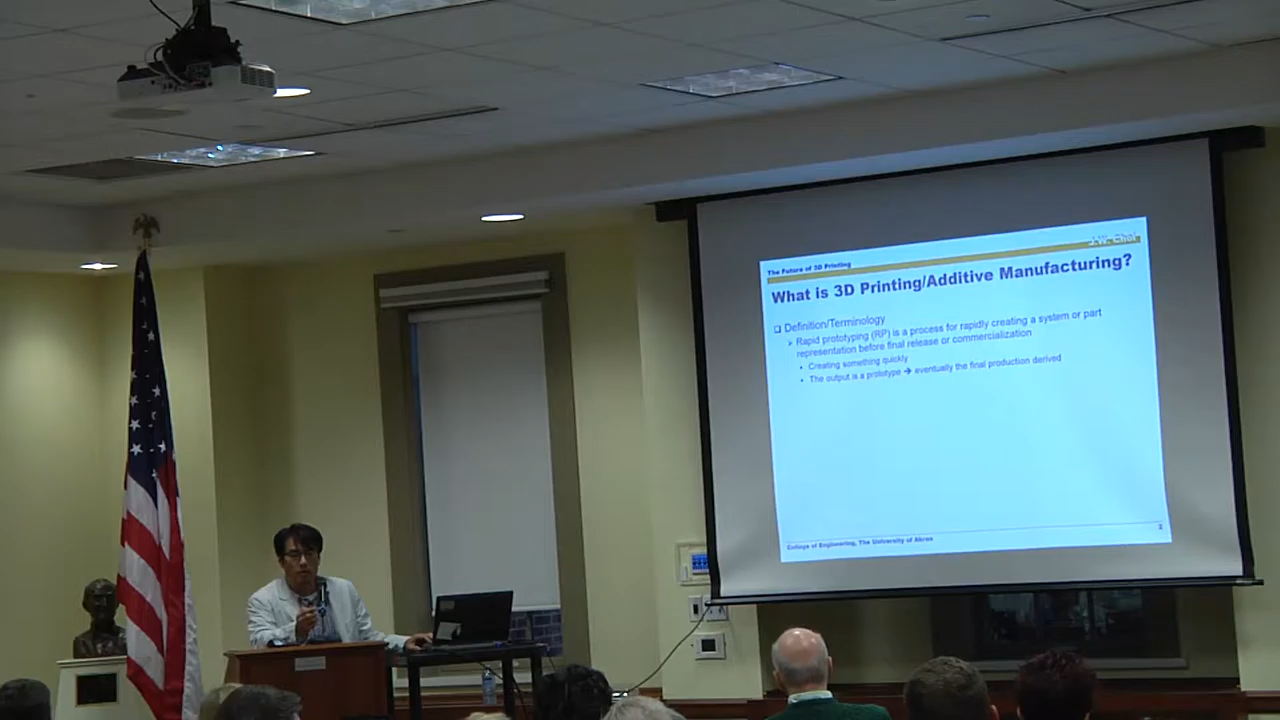 The Future of 3D Printing
J.W. Choi
What is 3D Printing/Additive Manufacturing?
Definition/Terminology
Rapid prototyping (RP) is a process for rapidly creating a system or part
representation before final release or commercialization
Creating something quickly
The output is a prototype → eventually the final production derived
College of Engineering, The University of Akron
2